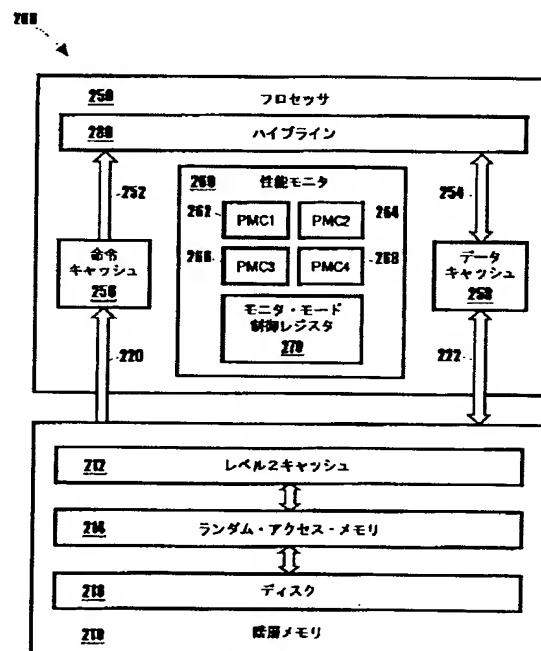 200
250 プロセッサ
280 パイプライン
252
260 性能モニタ
254
262 PMC1 PMC2 264
266 PMC3 PMC4 268
命令
キャッシュ
256
データ
キャッシュ
258
モニタ・モード
制御レジスタ
270
220
222
212 レベル2キャッシュ
214 ランダム・アクセス・メモリ
ディスク
210 階層メモリ